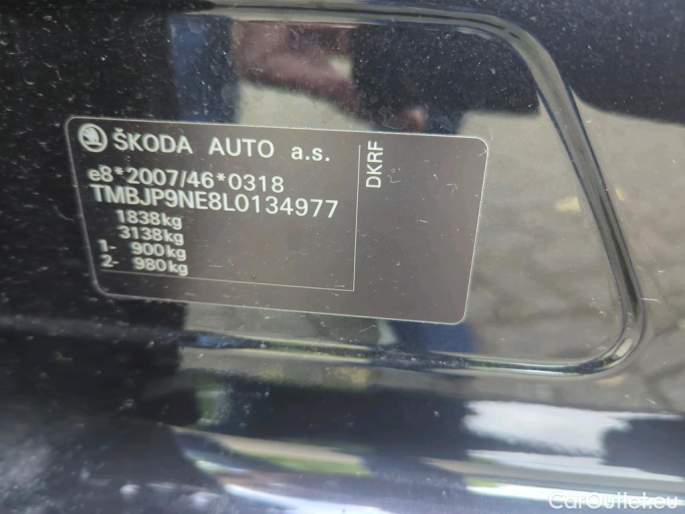 ŠKODA AUTO a.s.
e8*2007/46*0318
TMBJP9NE8L0134977
1838kg
3138kg
1- 900kg
2- 980kg
DKRF
CarOutlet.eu